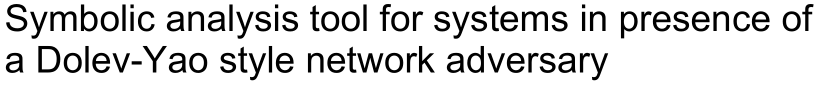 Symbolic analysis tool for systems in presence of
a Dolev-Yao style network adversary